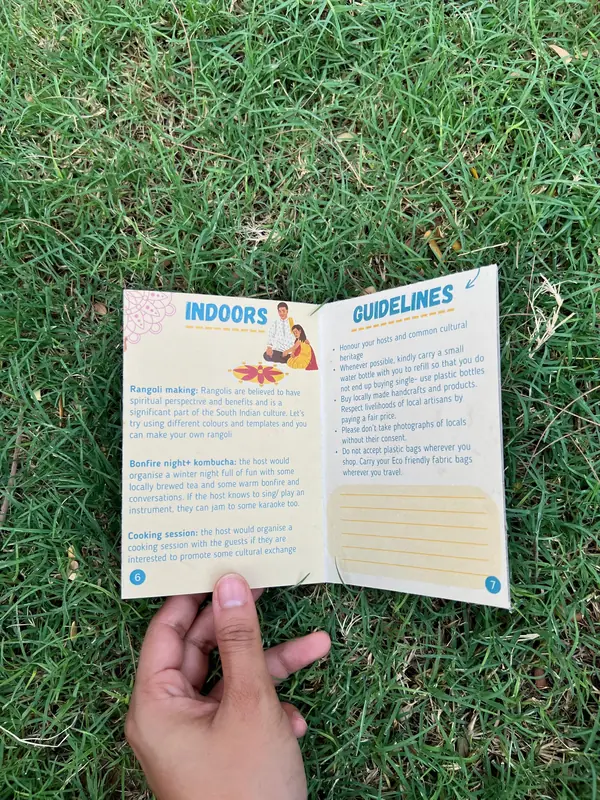 INDOORS
Rangoli making: Rangolis are believed to have
spiritual perspective and benefits and is a
significant part of the South Indian culture. Let's
try using different colours and templates and you
can make your own rangoli
Bonfire night+ kombucha: the host would
organise a winter night full of fun with some
locally brewed tea and some warm bonfire and
conversations. If the host knows to sing/ play an
instrument, they can jam to some karaoke too.
Cooking session: the host would organise a
cooking session with the guests if they are
interested to promote some cultural exchange
6
GUIDELINES
• Honour your hosts and common cultural
heritage
• Whenever possible, kindly carry a small
water bottle with you to refill so that you do
not end up buying single- use plastic bottles
• Buy locally made handcrafts and products.
Respect livelihoods of local artisans by
paying a fair price.
• Please don't take photographs of locals
without their consent.
• Do not accept plastic bags wherever you
shop. Carry your Eco friendly fabric bags
wherever you travel.
7